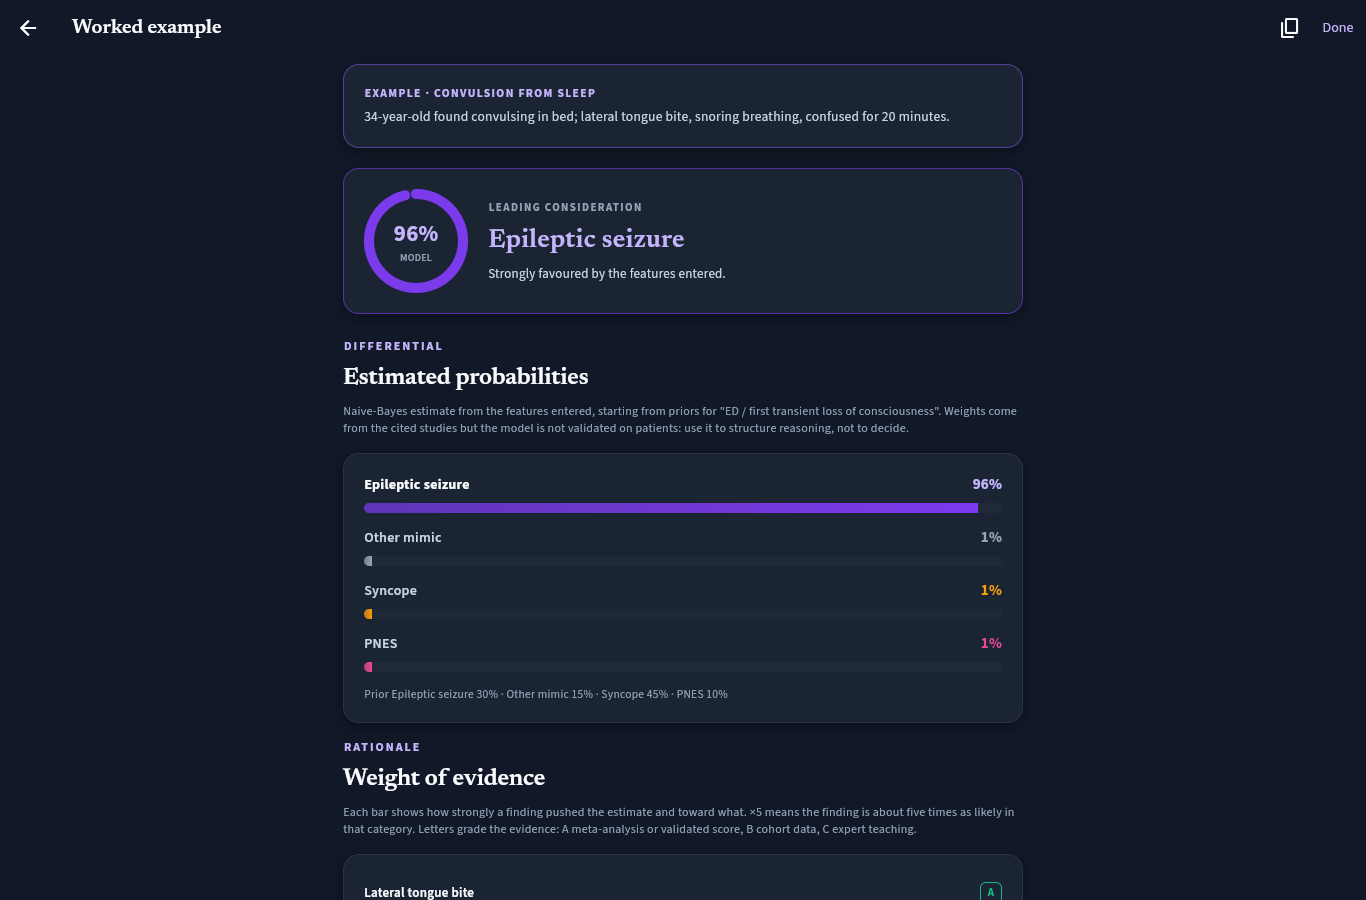 Worked example
Done
EXAMPLE · CONVULSION FROM SLEEP
34-year-old found convulsing in bed; lateral tongue bite, snoring breathing, confused for 20 minutes.
96%
MODEL
LEADING CONSIDERATION
Epileptic seizure
Strongly favoured by the features entered.
DIFFERENTIAL
Estimated probabilities
Naive-Bayes estimate from the features entered, starting from priors for "ED / first transient loss of consciousness". Weights come
from the cited studies but the model is not validated on patients: use it to structure reasoning, not to decide.
Epileptic seizure 96%
Other mimic 1%
Syncope 1%
PNES 1%
Prior Epileptic seizure 30% · Other mimic 15% · Syncope 45% · PNES 10%
RATIONALE
Weight of evidence
Each bar shows how strongly a finding pushed the estimate and toward what. ×5 means the finding is about five times as likely in
that category. Letters grade the evidence: A meta-analysis or validated score, B cohort data, C expert teaching.
Lateral tongue bite A